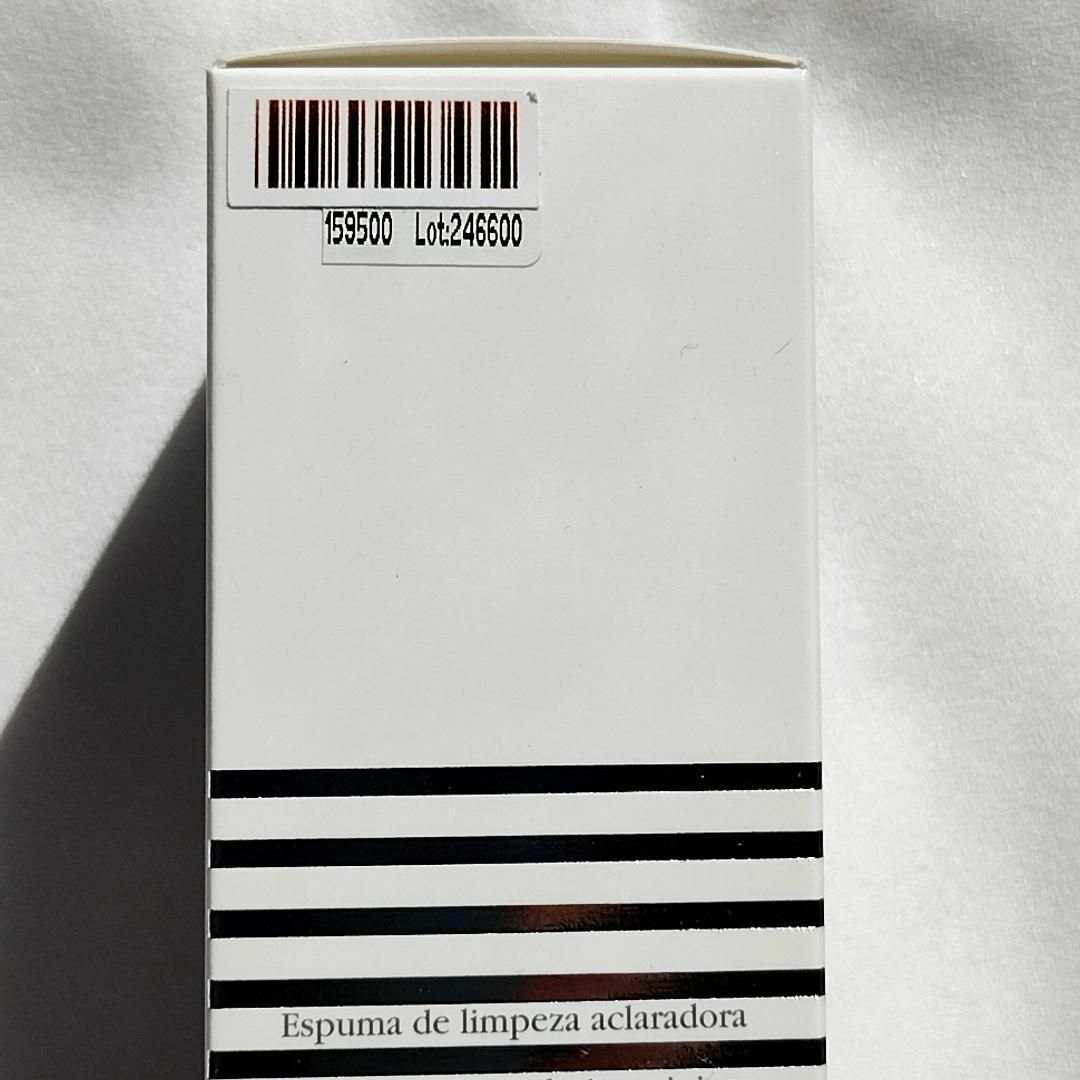 159500 Lot:246600
Espuma de limpeza aclaradora